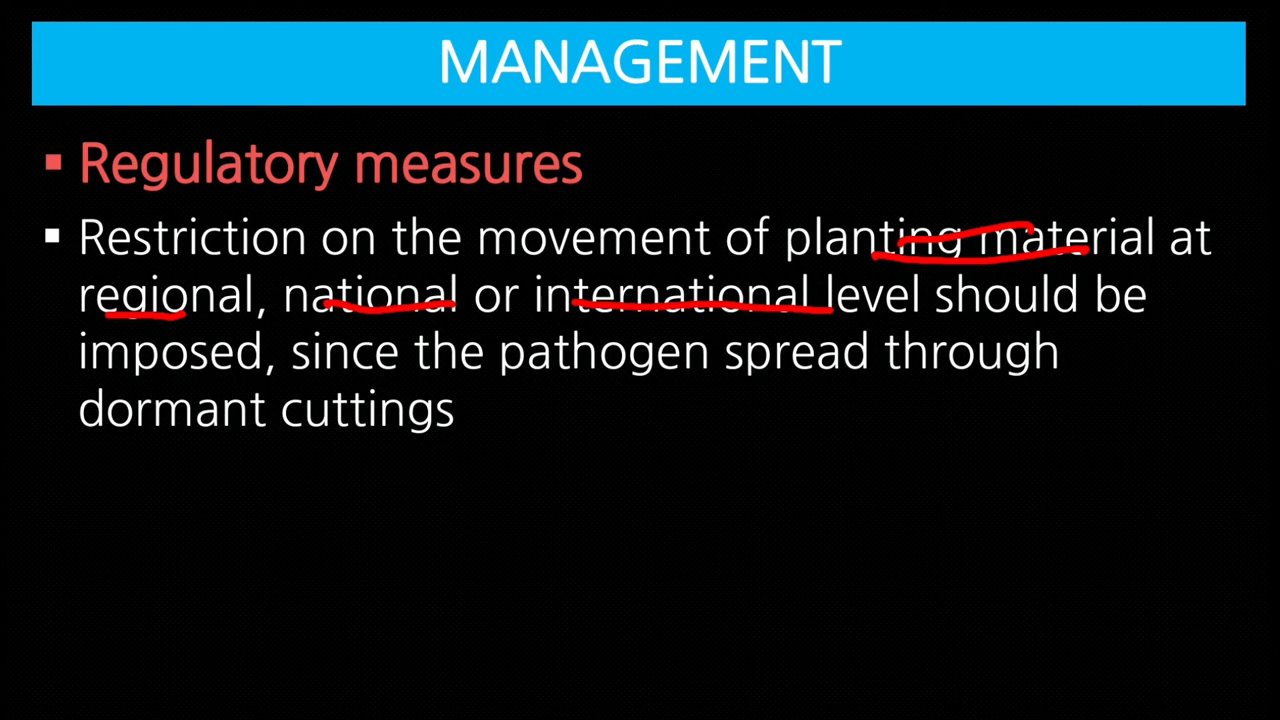 MANAGEMENT
Regulatory measures
Restriction on the movement of planting material at
regional, national or international level should be
imposed, since the pathogen spread through
dormant cuttings